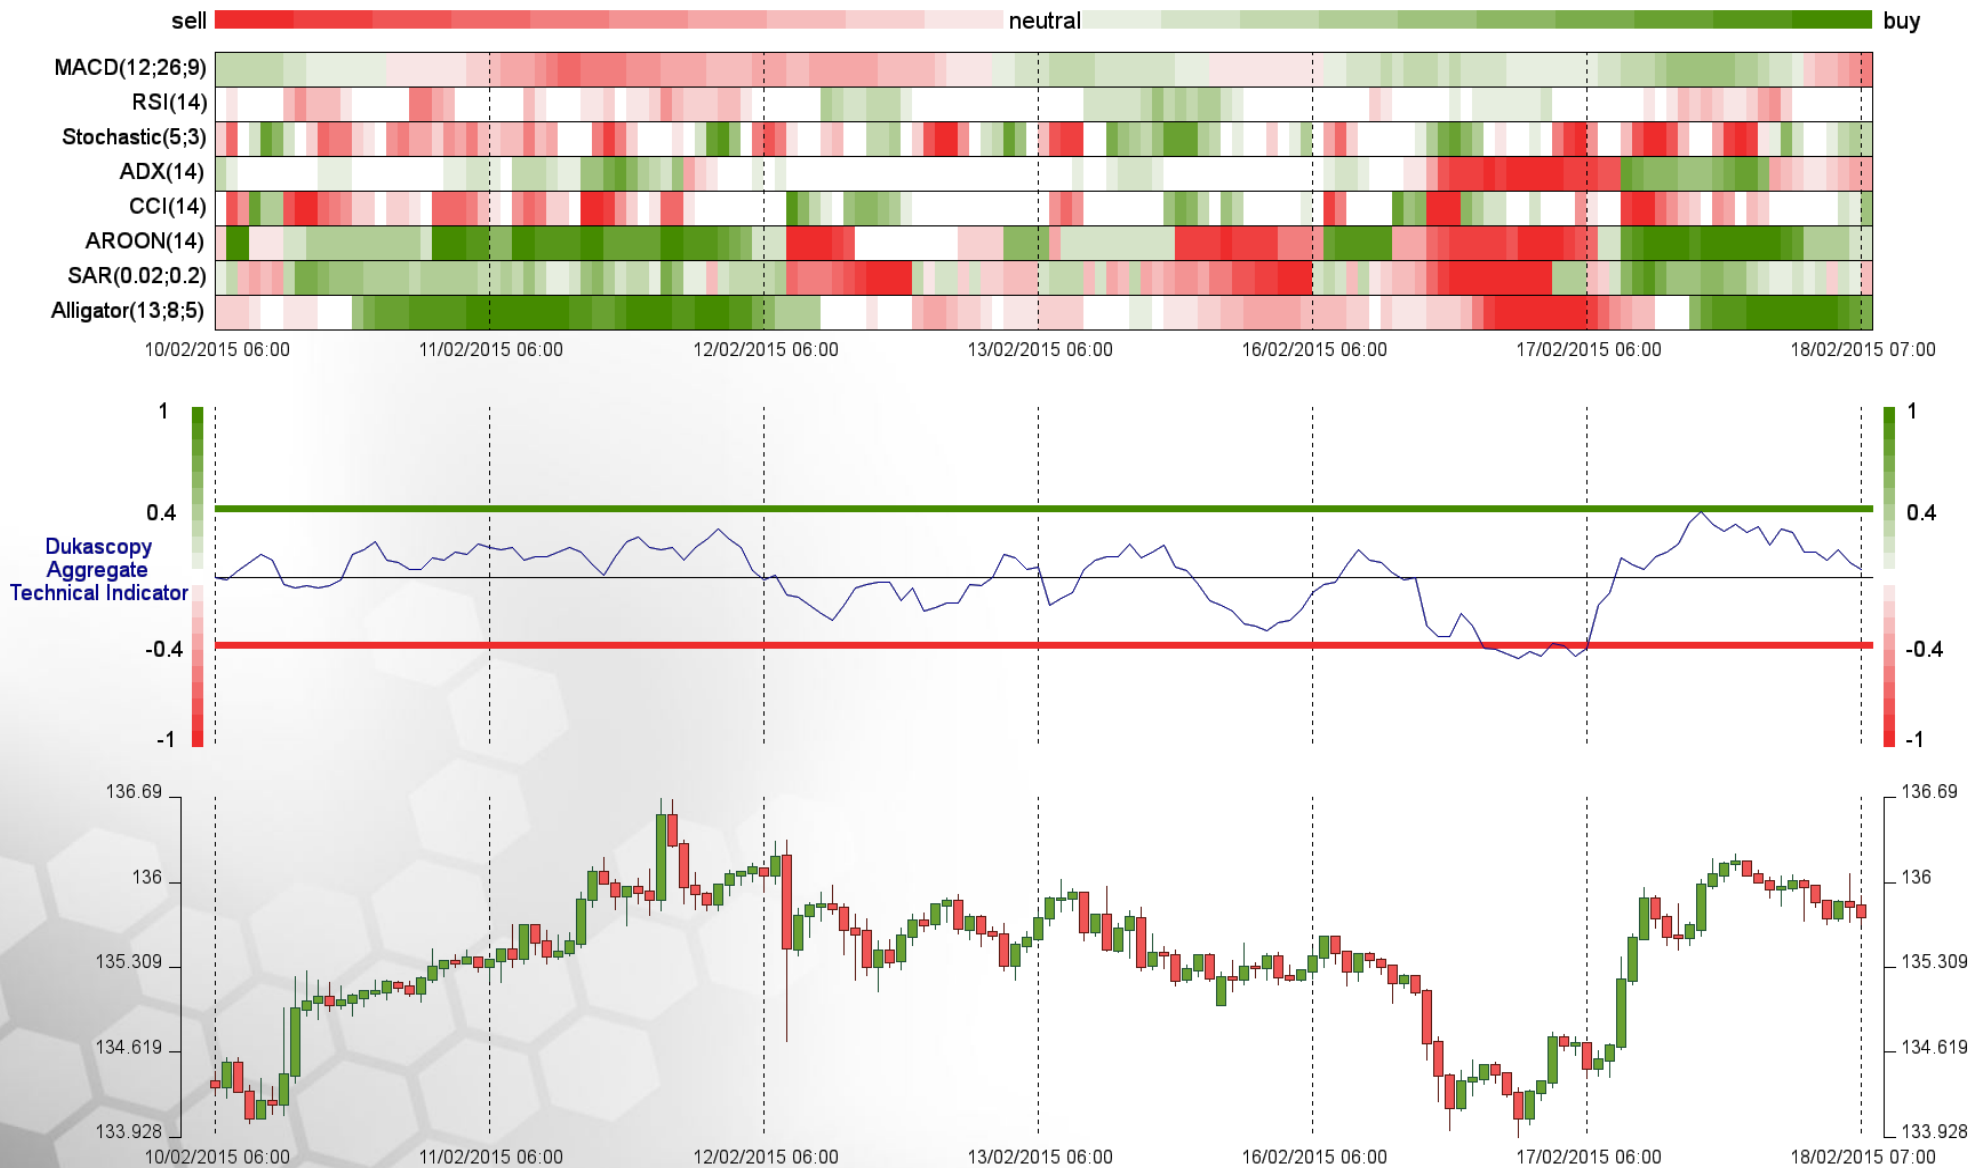 sell neutral buy
MACD(12;26;9)
RSI(14)
Stochastic(5;3)
ADX(14)
CCI(14)
AROON(14)
SAR(0.02;0.2)
Alligator(13;8;5)
10/02/2015 06:00 11/02/2015 06:00 12/02/2015 06:00 13/02/2015 06:00 16/02/2015 06:00 17/02/2015 06:00 18/02/2015 07:00
1 1
0.4 0.4
Dukascopy
Aggregate
Technical Indicator
-0.4 -0.4
-1 -1
136.69 136.69
136 136
135.309 135.309
134.619 134.619
133.928 133.928
10/02/2015 06:00 11/02/2015 06:00 12/02/2015 06:00 13/02/2015 06:00 16/02/2015 06:00 17/02/2015 06:00 18/02/2015 07:00